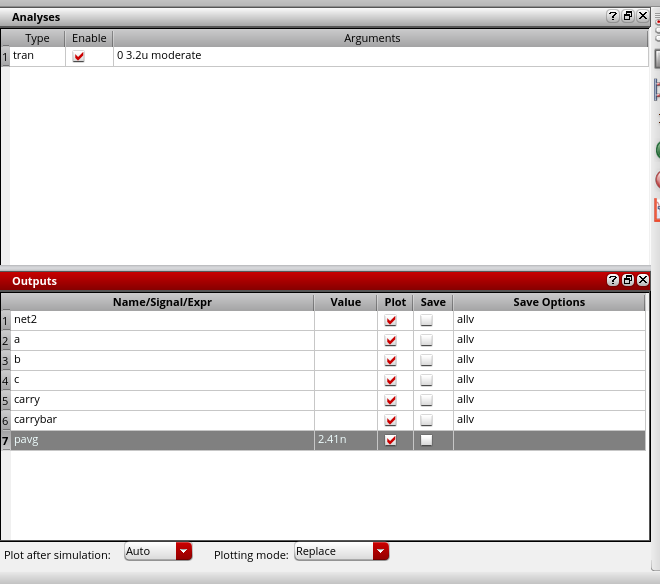 Analyses
Type Enable Arguments
1 tran 0 3.2u moderate
Outputs
Name/Signal/Expr Value Plot Save Save Options
1 net2 allv
2 a allv
3 b allv
4 c allv
5 carry allv
6 carrybar allv
7 pavg 2.41n
Plot after simulation: Auto Plotting mode: Replace